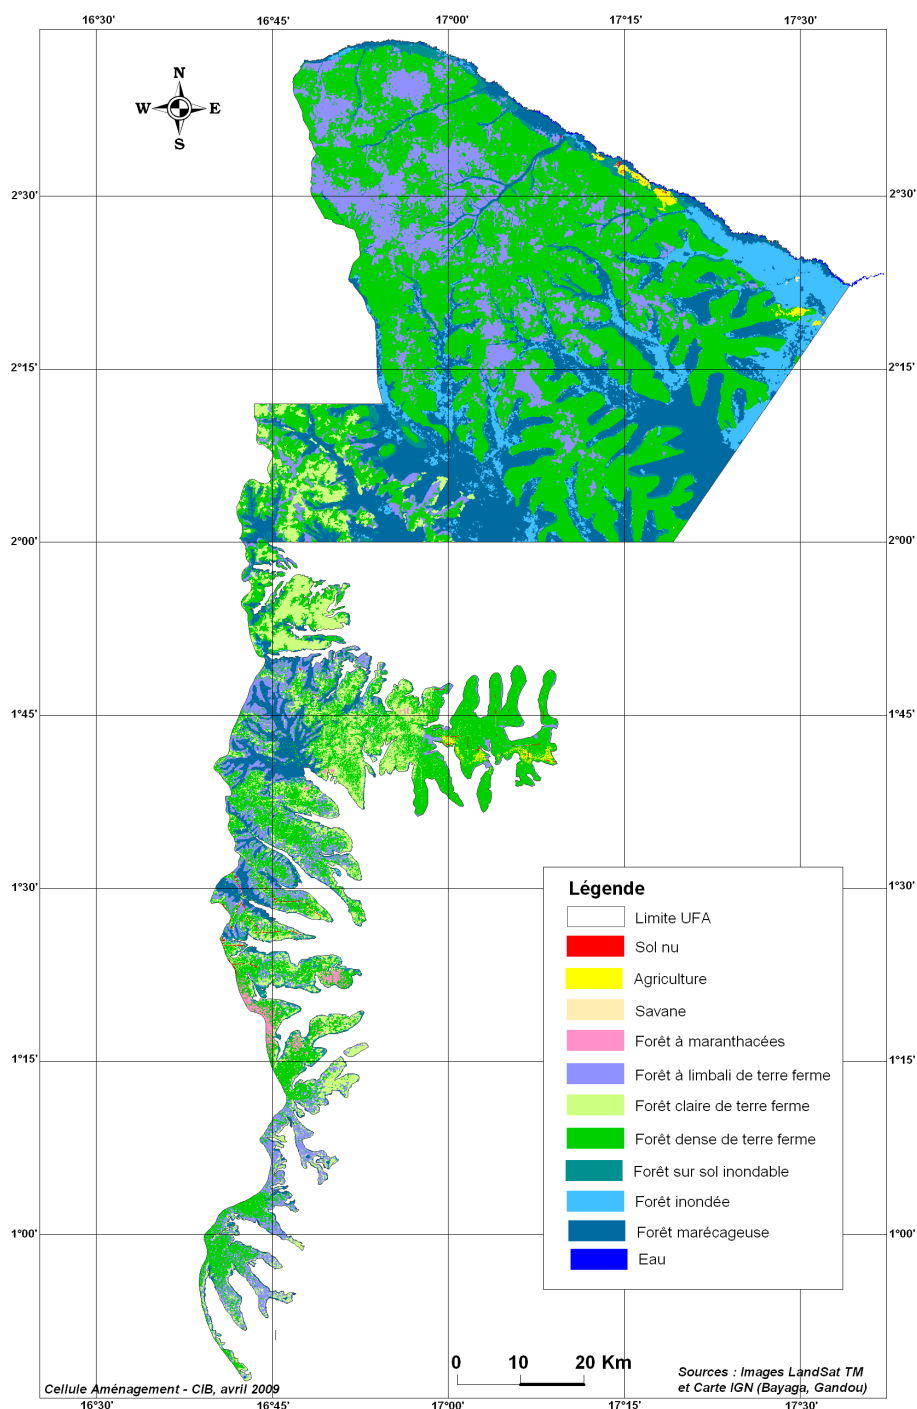 16°30' 16°45' 17°00' 17°15' 17°30'
N
W E
S
2°30' 2°30'
2°15' 2°15'
2°00' 2°00'
1°45' 1°45'
1°30' 1°30'
Légende
Limite UFA
Sol nu
Agriculture
Savane
Forêt à maranthacées
Forêt à limbali de terre ferme
Forêt claire de terre ferme
Forêt dense de terre ferme
Forêt sur sol inondable
Forêt inondée
Forêt marécageuse
Eau
1°15' 1°15'
1°00' 1°00'
0 10 20 Km
Cellule Aménagement - CIB, avril 2009
Sources : Images LandSat TM
et Carte IGN (Bayaga, Gandou)
16°30' 16°45' 17°00' 17°15' 17°30'